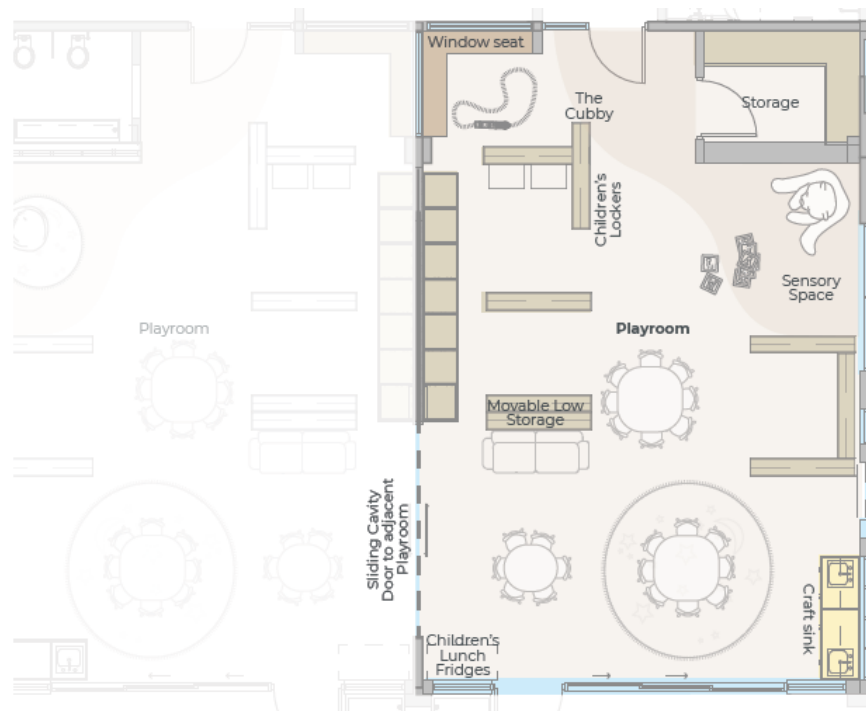 Window seat
The
Cubby
Storage
Children's
Lockers
Sensory
Space
Playroom
Playroom
Movable Low
Storage
Sliding Cavity
Door to adjacent
Playroom
Craft sink
Children's
Lunch
Fridges